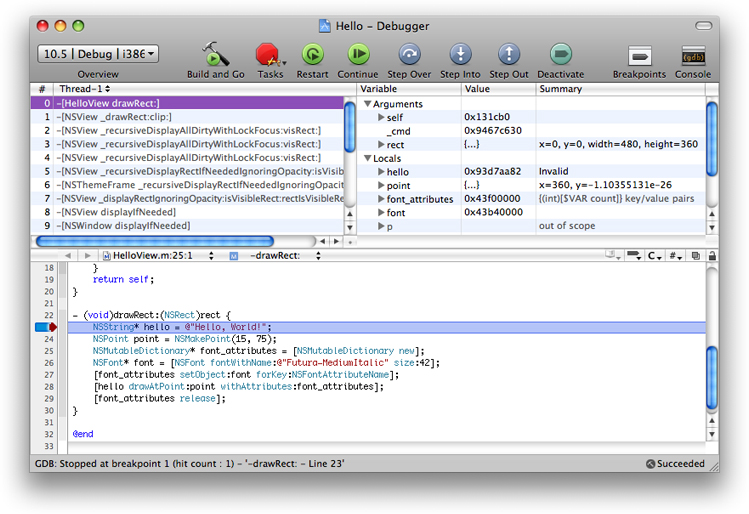 Hello – Debugger
10.5 | Debug | i386
Overview
Build and Go
Tasks
Restart
Continue
Step Over
Step Into
Step Out
Deactivate
Breakpoints
(gdb)
Console
# Thread-1
0 -[HelloView drawRect:]
1 -[NSView _drawRect:clip:]
2 -[NSView _recursiveDisplayAllDirtyWithLockFocus:visRect:]
3 -[NSView _recursiveDisplayAllDirtyWithLockFocus:visRect:]
5 -[NSView _recursiveDisplayRectIfNeededIgnoringOpacity:isVisib
6 -[NSThemeFrame _recursiveDisplayRectIfNeededIgnoringOpacit
7 -[NSView _displayRectIgnoringOpacity:isVisibleRect:rectIsVisibleR
8 -[NSView displayIfNeeded]
9 -[NSWindow displayIfNeeded]
Variable Value Summary
Arguments
self 0x131cb0
_cmd 0x9467c630
rect {...} x=0, y=0, width=480, height=360
Locals
hello 0x93d7aa82 Invalid
point {...} x=360, y=-1.10355131e-26
font_attributes 0x43f00000 {(int)[$VAR count]} key/value pairs
font 0x43b40000
p out of scope
HelloView.m:25:1 M -drawRect: C #
18 }
19 return self;
20 }
21
22 - (void)drawRect:(NSRect)rect {
NSString* hello = @"Hello, World!";
24 NSPoint point = NSMakePoint(15, 75);
25 NSMutableDictionary* font_attributes = [NSMutableDictionary new];
26 NSFont* font = [NSFont fontWithName:@"Futura-MediumItalic" size:42];
27 [font_attributes setObject:font forKey:NSFontAttributeName];
28 [hello drawAtPoint:point withAttributes:font_attributes];
29 [font_attributes release];
30 }
31
32 @end
33
GDB: Stopped at breakpoint 1 (hit count : 1) – '-drawRect: – Line 23'
Succeeded